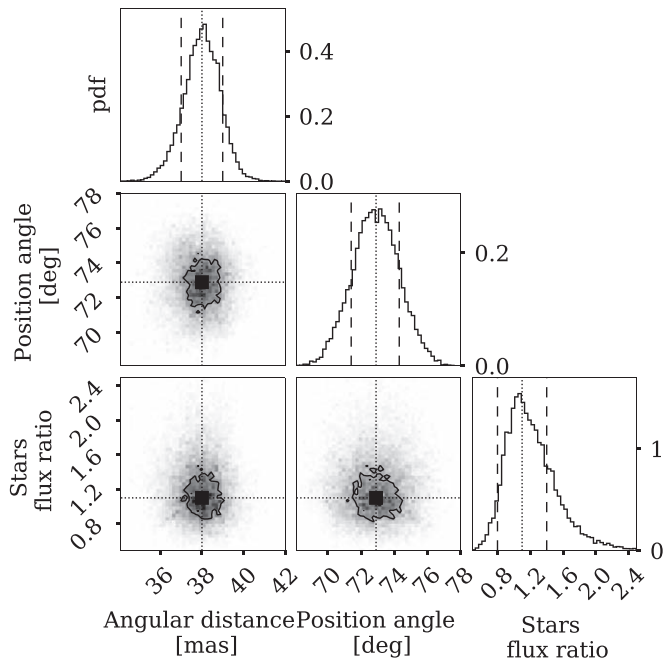 pdf
0.4
0.2
0.0
Position angle
[deg]
78
76
74
72
70
0.2
0.0
Stars
flux ratio
2.4
2.0
1.6
1.2
0.8
1
0
36 38 40 42
70 72 74 76 78
0.8 1.2 1.6 2.0 2.4
Angular distance
[mas]
Position angle
[deg]
Stars
flux ratio